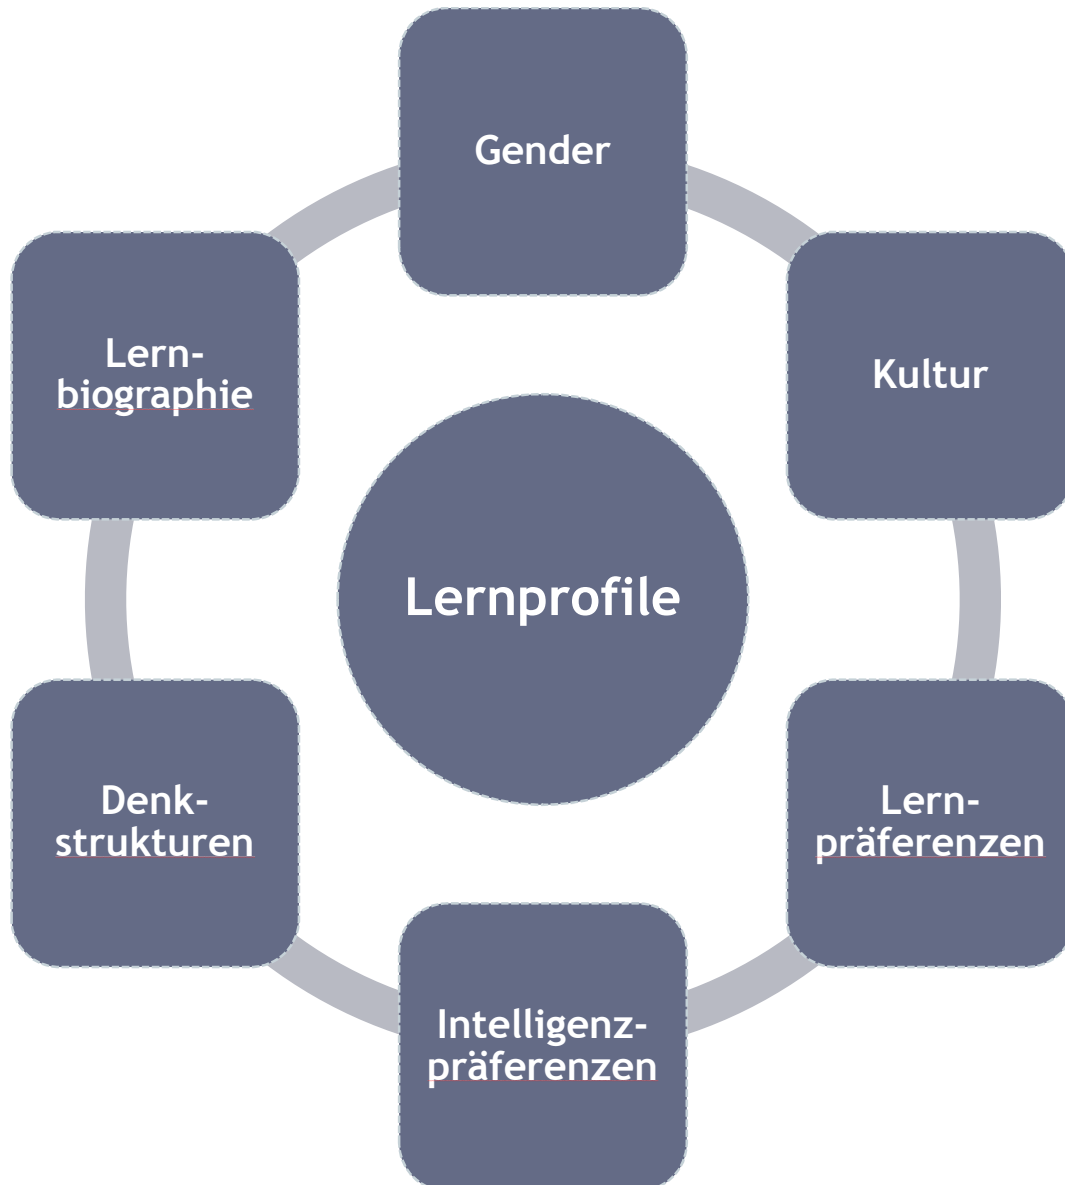 Gender
Lern-
biographie
Kultur
Lernprofile
Denk-
strukturen
Lern-
präferenzen
Intelligenz-
präferenzen